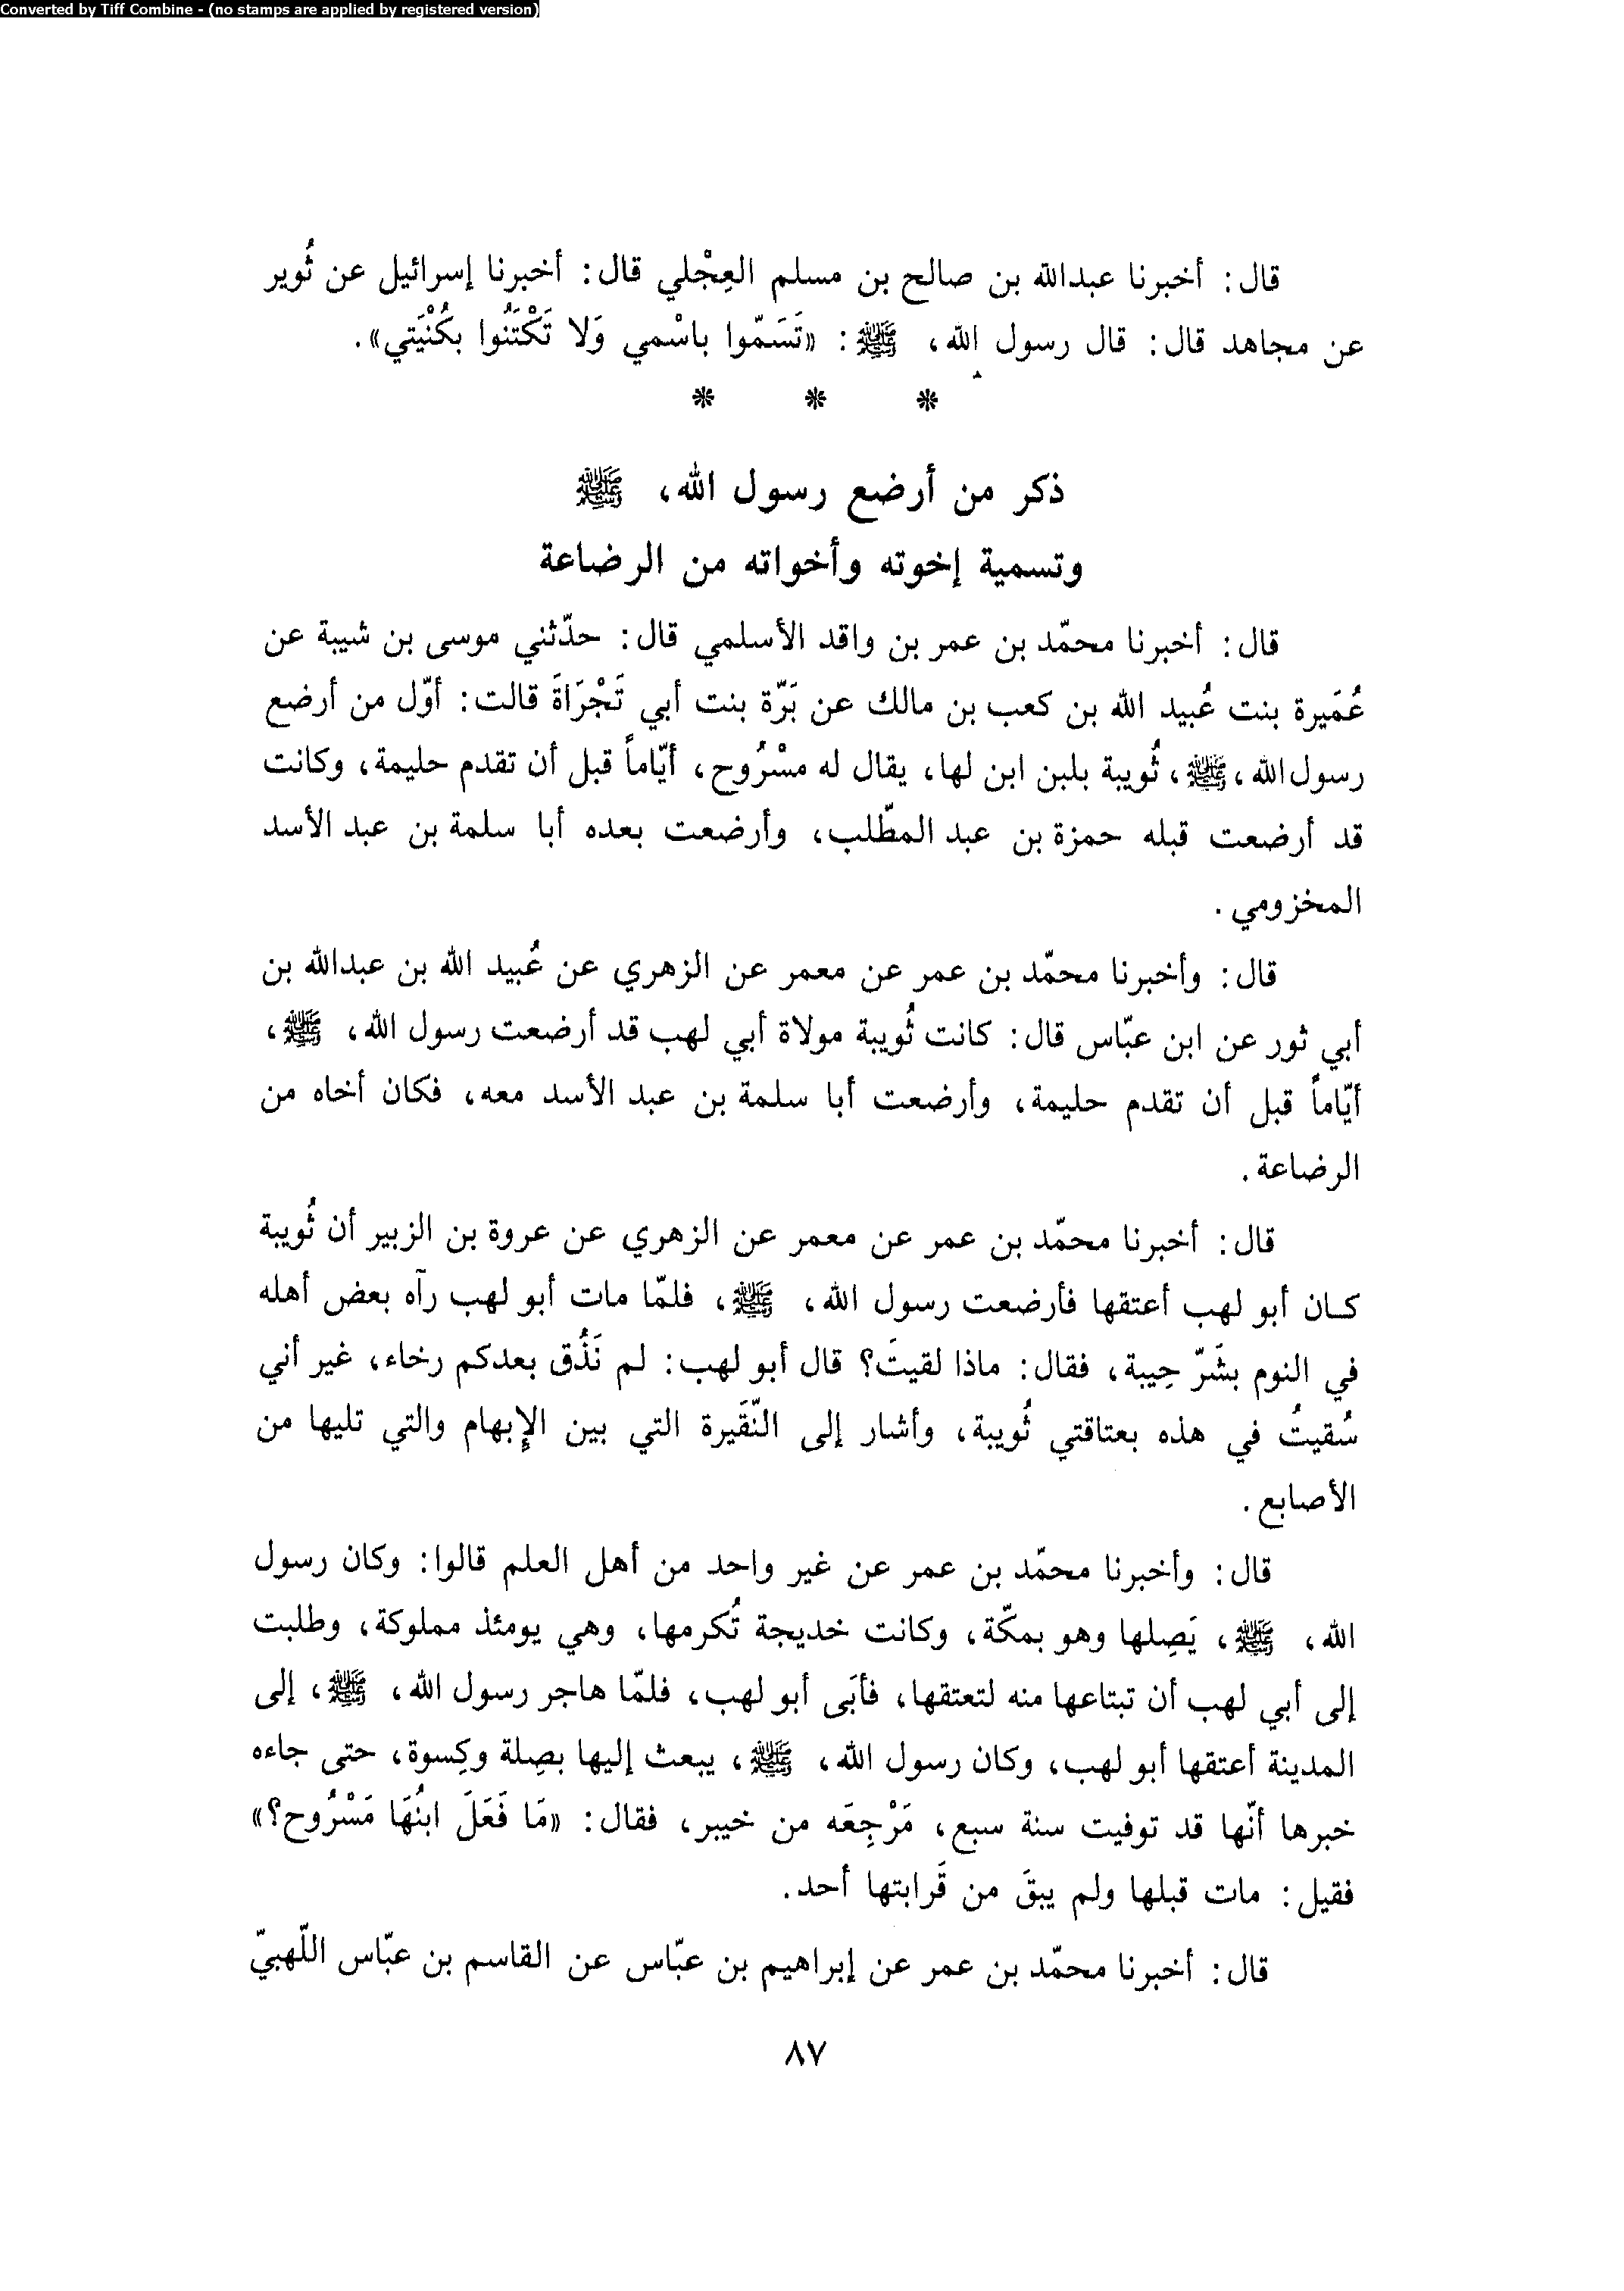 Converted by Tiff Combine - (no stamps are applied by registered version)
قال: أخبرنا عبدالله بن صالح بن مسلم العِجْلي قال: أخبرنا إسرائيل عن ثُوير
عن مجاهد قال: قال رسول الله، ﷺ: «تَسَمّوا باسْمي وَلا تَكْتَنُوا بكُنْيَتي».
* * *
ذكر من أرضع رسول الله، ﷺ
وتسمية إخوته وأخواته من الرضاعة
قال: أخبرنا محمّد بن عمر بن واقد الأسلمي قال: حدّثني موسى بن شيبة عن
عُمَيرة بنت عُبيد الله بن كعب بن مالك عن بَرّة بنت أبي تَجْرَاةَ قالت: أوّل من أرضع
رسول الله، ﷺ، ثُويبة بلبن ابن لها، يقال له مسْرُوح، أيّاماً قبل أن تقدم حليمة، وكانت
قد أرضعت قبله حمزة بن عبد المطّلب، وأرضعت بعده أبا سلمة بن عبد الأسد
المخزومي.
قال: وأخبرنا محمّد بن عمر عن معمر عن الزهري عن عُبيد الله بن عبدالله بن
أبي ثور عن ابن عبّاس قال: كانت ثُويبة مولاة أبي لهب قد أرضعت رسول الله، ﷺ،
أيّاماً قبل أن تقدم حليمة، وأرضعت أبا سلمة بن عبد الأسد معه، فكان أخاه من
الرضاعة.
قال: أخبرنا محمّد بن عمر عن معمر عن الزهري عن عروة بن الزبير أن ثُويبة
كان أبو لهب أعتقها فأرضعت رسول الله، ﷺ، فلمّا مات أبو لهب رآه بعض أهله
في النوم بشَرّ حِيبة، فقال: ماذا لقيتَ؟ قال أبو لهب: لم نَذُق بعدكم رخاء، غير أني
سُقيتُ في هذه بعتاقتي ثُويبة، وأشار إلى النّقَيرة التي بين الإبهام والتي تليها من
الأصابع.
قال: وأخبرنا محمّد بن عمر عن غير واحد من أهل العلم قالوا: وكان رسول
الله، ﷺ، يَصِلها وهو بمكّة، وكانت خديجة تُكرمها، وهي يومئذ مملوكة، وطلبت
إلى أبي لهب أن تبتاعها منه لتعتقها، فأبَى أبو لهب، فلمّا هاجر رسول الله، ﷺ، إلى
المدينة أعتقها أبو لهب، وكان رسول الله، ﷺ، يبعث إليها بصِلة وكِسوة، حتى جاءه
خبرها أنّها قد توفيت سنة سبع، مَرْجِعَه من خيبر، فقال: «مَا فَعَلَ ابنُهَا مَسْرُوح؟»
فقيل: مات قبلها ولم يبقَ من قَرابتها أحد.
قال: أخبرنا محمّد بن عمر عن إبراهيم بن عبّاس عن القاسم بن عبّاس اللّهبيّ
٨٧